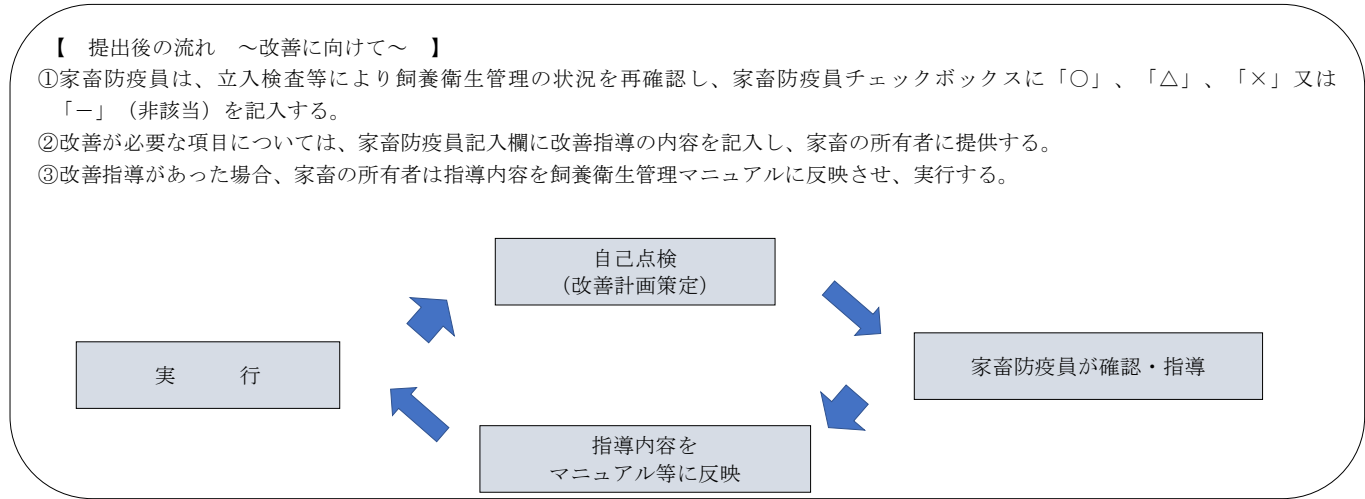 【　提出後の流れ　～改善に向けて～　】
①家畜防疫員は、立入検査等により飼養衛生管理の状況を再確認し、家畜防疫員チェックボックスに「○」、「△」、「×」又は
「－」（非該当）を記入する。
②改善が必要な項目については、家畜防疫員記入欄に改善指導の内容を記入し、家畜の所有者に提供する。
③改善指導があった場合、家畜の所有者は指導内容を飼養衛生管理マニュアルに反映させ、実行する。
自己点検
（改善計画策定）
家畜防疫員が確認・指導
実　　　行
指導内容を
マニュアル等に反映